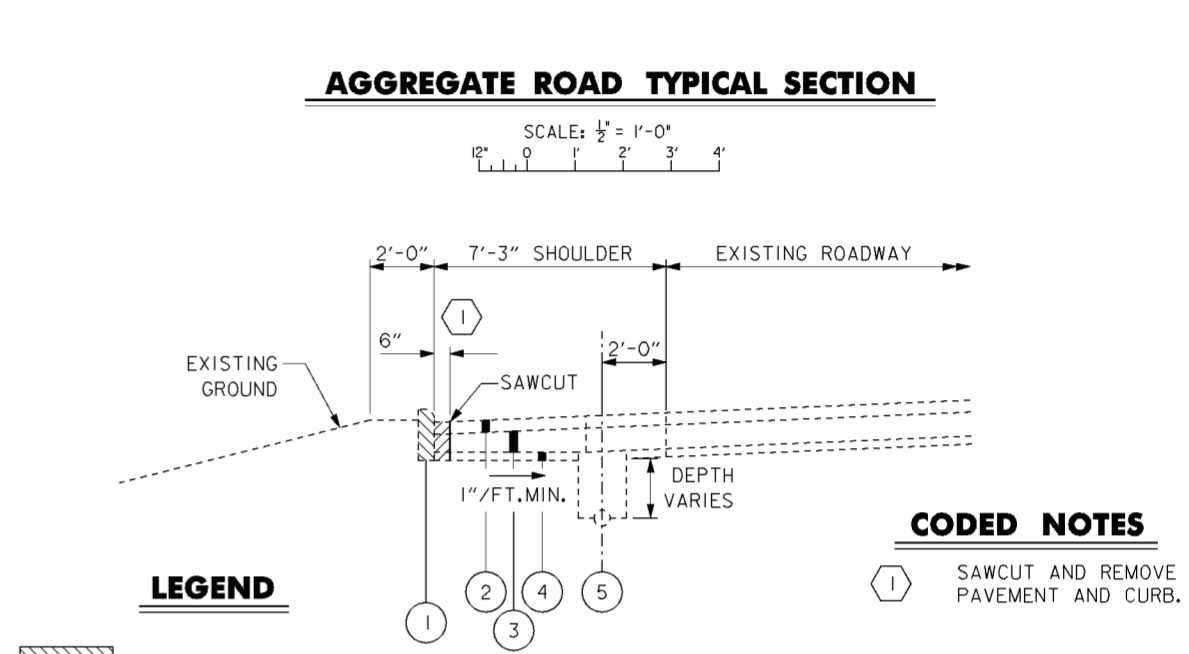 AGGREGATE ROAD TYPICAL SECTION
SCALE: 1/2" = 1'-0"
12" 0 1' 2' 3' 4'
2'-0" 7'-3" SHOULDER EXISTING ROADWAY
1
6"
2'-0"
EXISTING
GROUND
SAWCUT
1"/FT.MIN.
DEPTH
VARIES
CODED NOTES
1 SAWCUT AND REMOVE
PAVEMENT AND CURB.
LEGEND
2 4 5
1 3